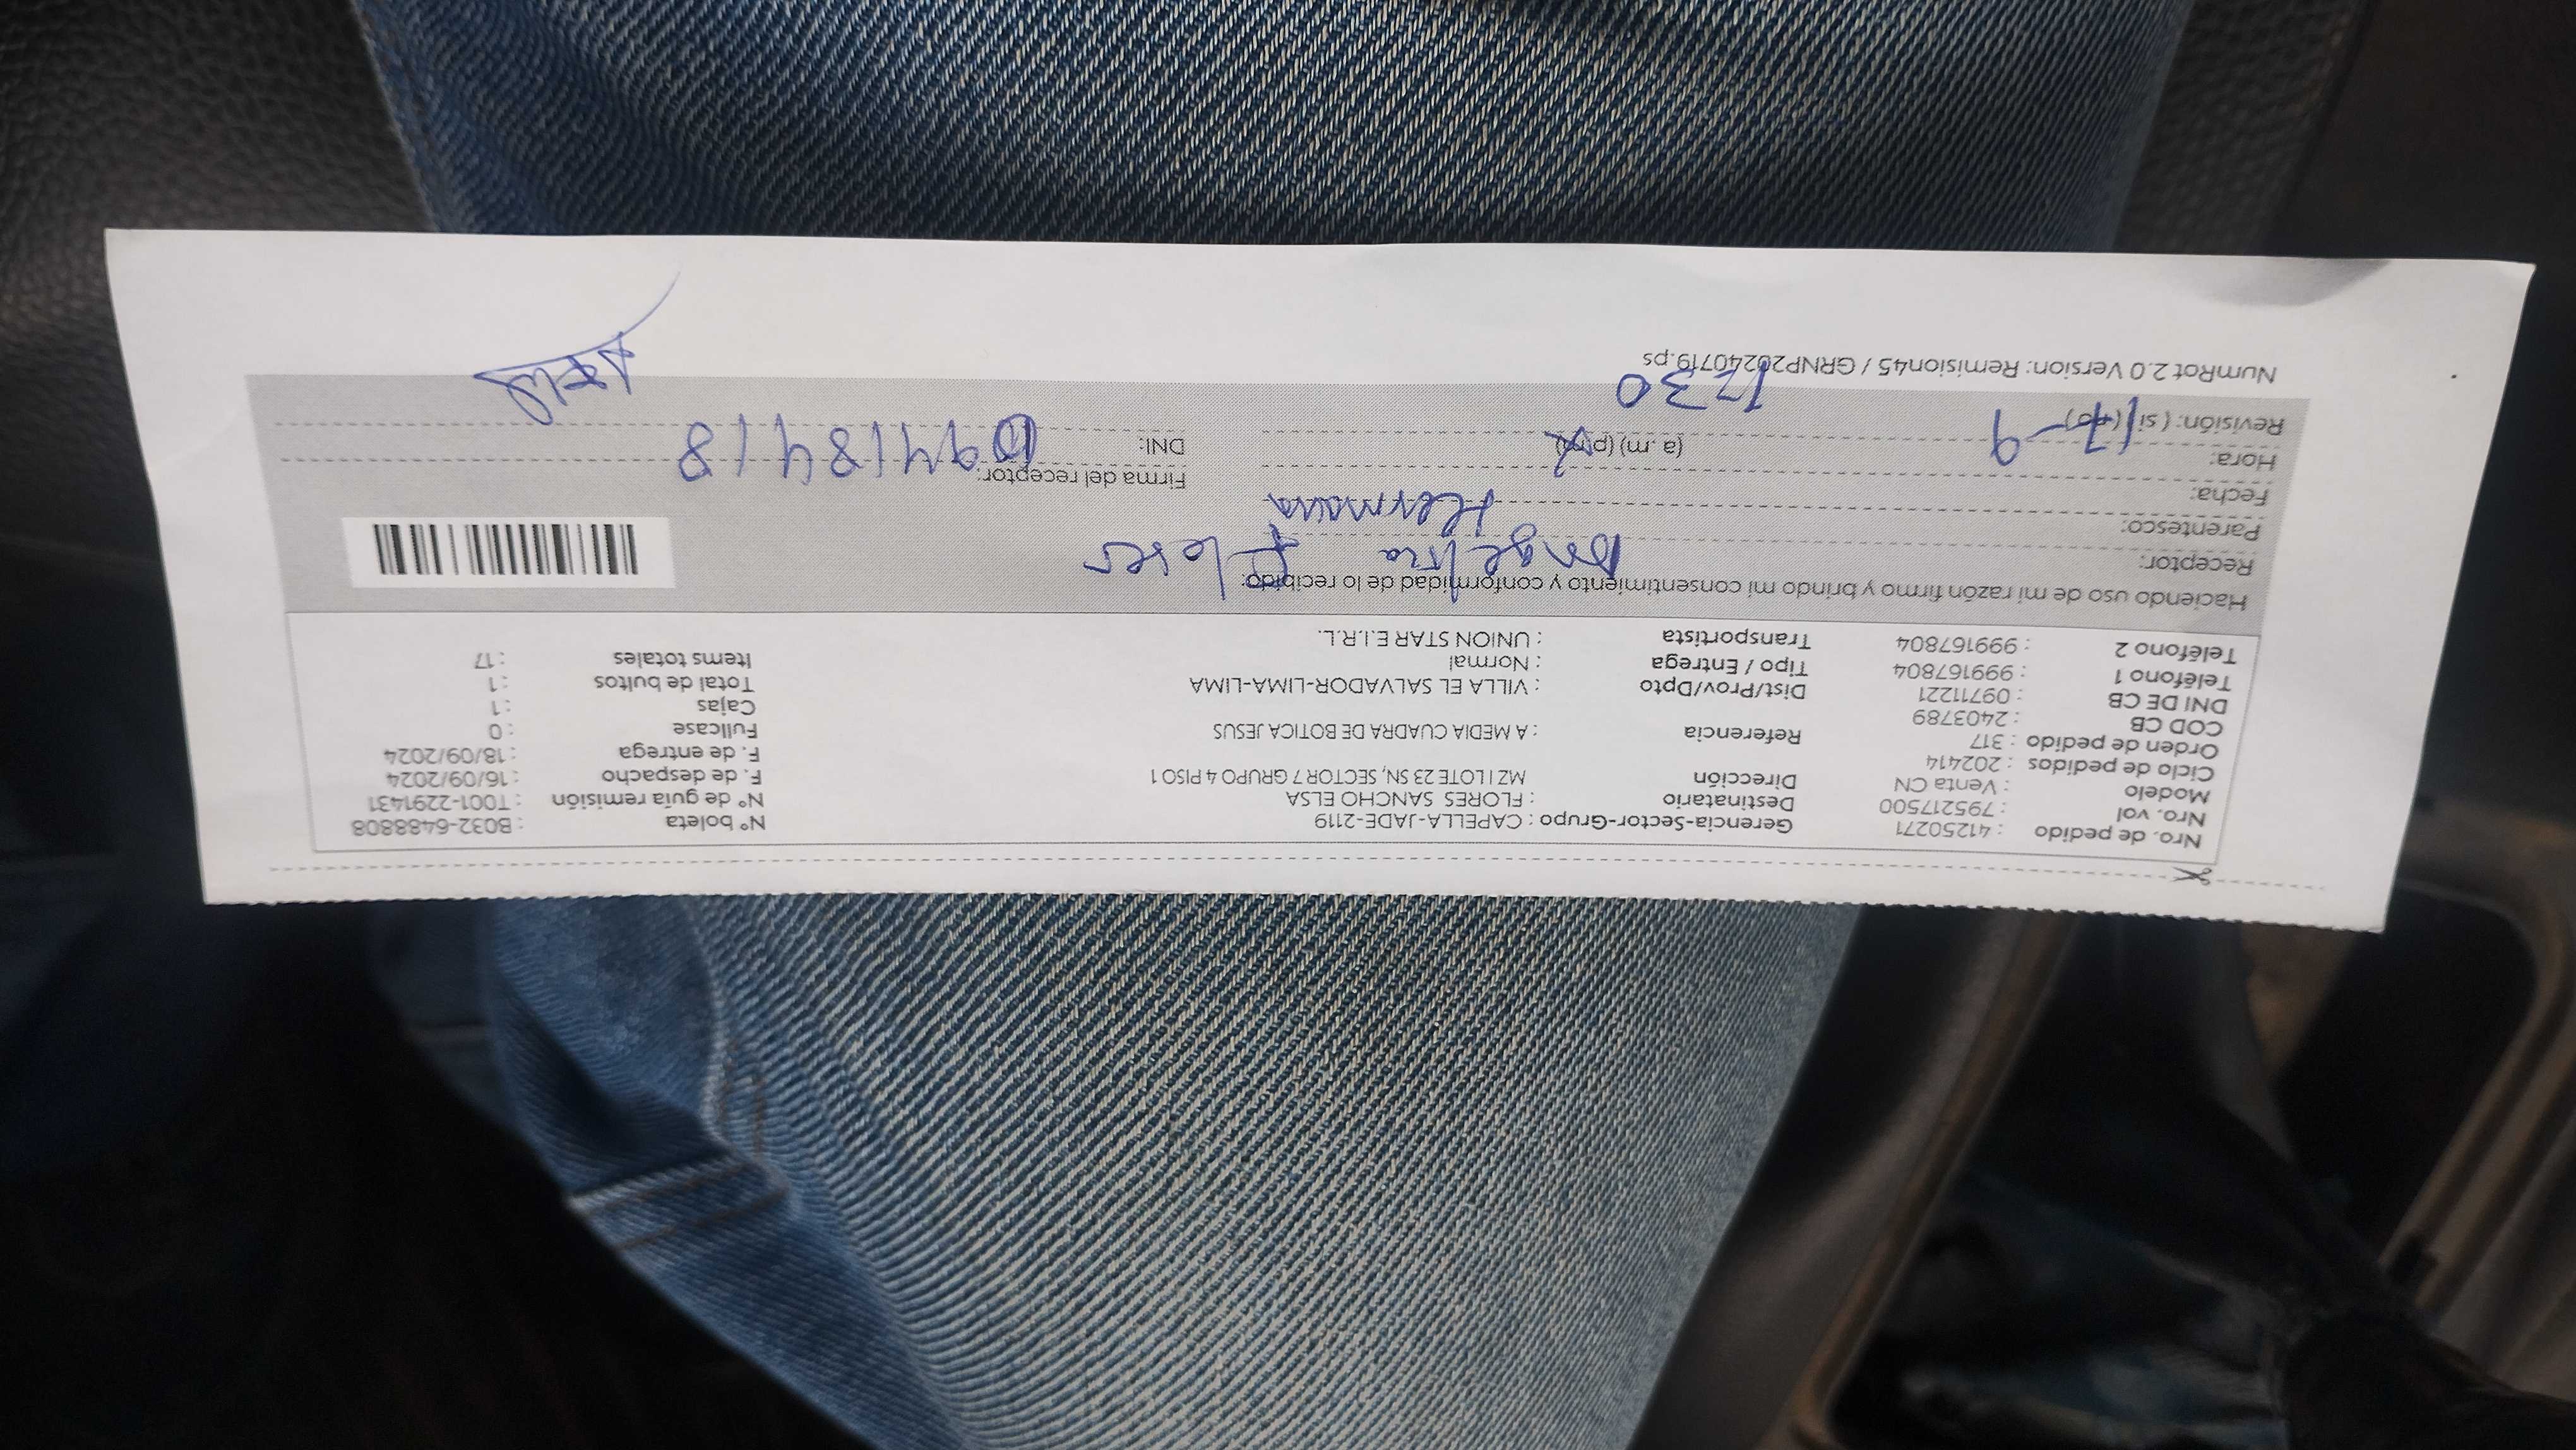 Nro. de pedido : 41250271 Gerencia-Sector-Grupo : CAPELLA-JADE-2119 N° boleta : B032-6488808
Nro. vol : 795217500 Destinatario : FLORES SANCHO ELSA N° de guía remisión : T001-2291431
Modelo : Venta CN Dirección MZ I LOTE 23 SN, SECTOR 7 GRUPO 4 PISO 1 F. de despacho : 16/09/2024
Ciclo de pedidos : 202414 F. de entrega : 18/09/2024
Orden de pedido : 317 Referencia : A MEDIA CUADRA DE BOTICA JESUS Fullcase : 0
COD CB : 2403789 Cajas : 1
DNI DE CB : 09711221 Dist/Prov/Dpto : VILLA EL SALVADOR-LIMA-LIMA Total de bultos : 1
Teléfono 1 : 999167804 Tipo / Entrega : Normal Items totales : 17
Teléfono 2 : 999167804 Transportista : UNION STAR E.I.R.L.
Haciendo uso de mi razón firmo y brindo mi consentimiento y conformidad de lo recibido:
Receptor: Angelina Flores
Parentesco: Hermana
Fecha: 17-9
Hora: 1730 (a.m) (p.m)
Firma del receptor:
DNI: 09418418
Revisión: ( si ) ( no )
NumRot 2.0 Version: Remision45 / GRNP20240719.ps